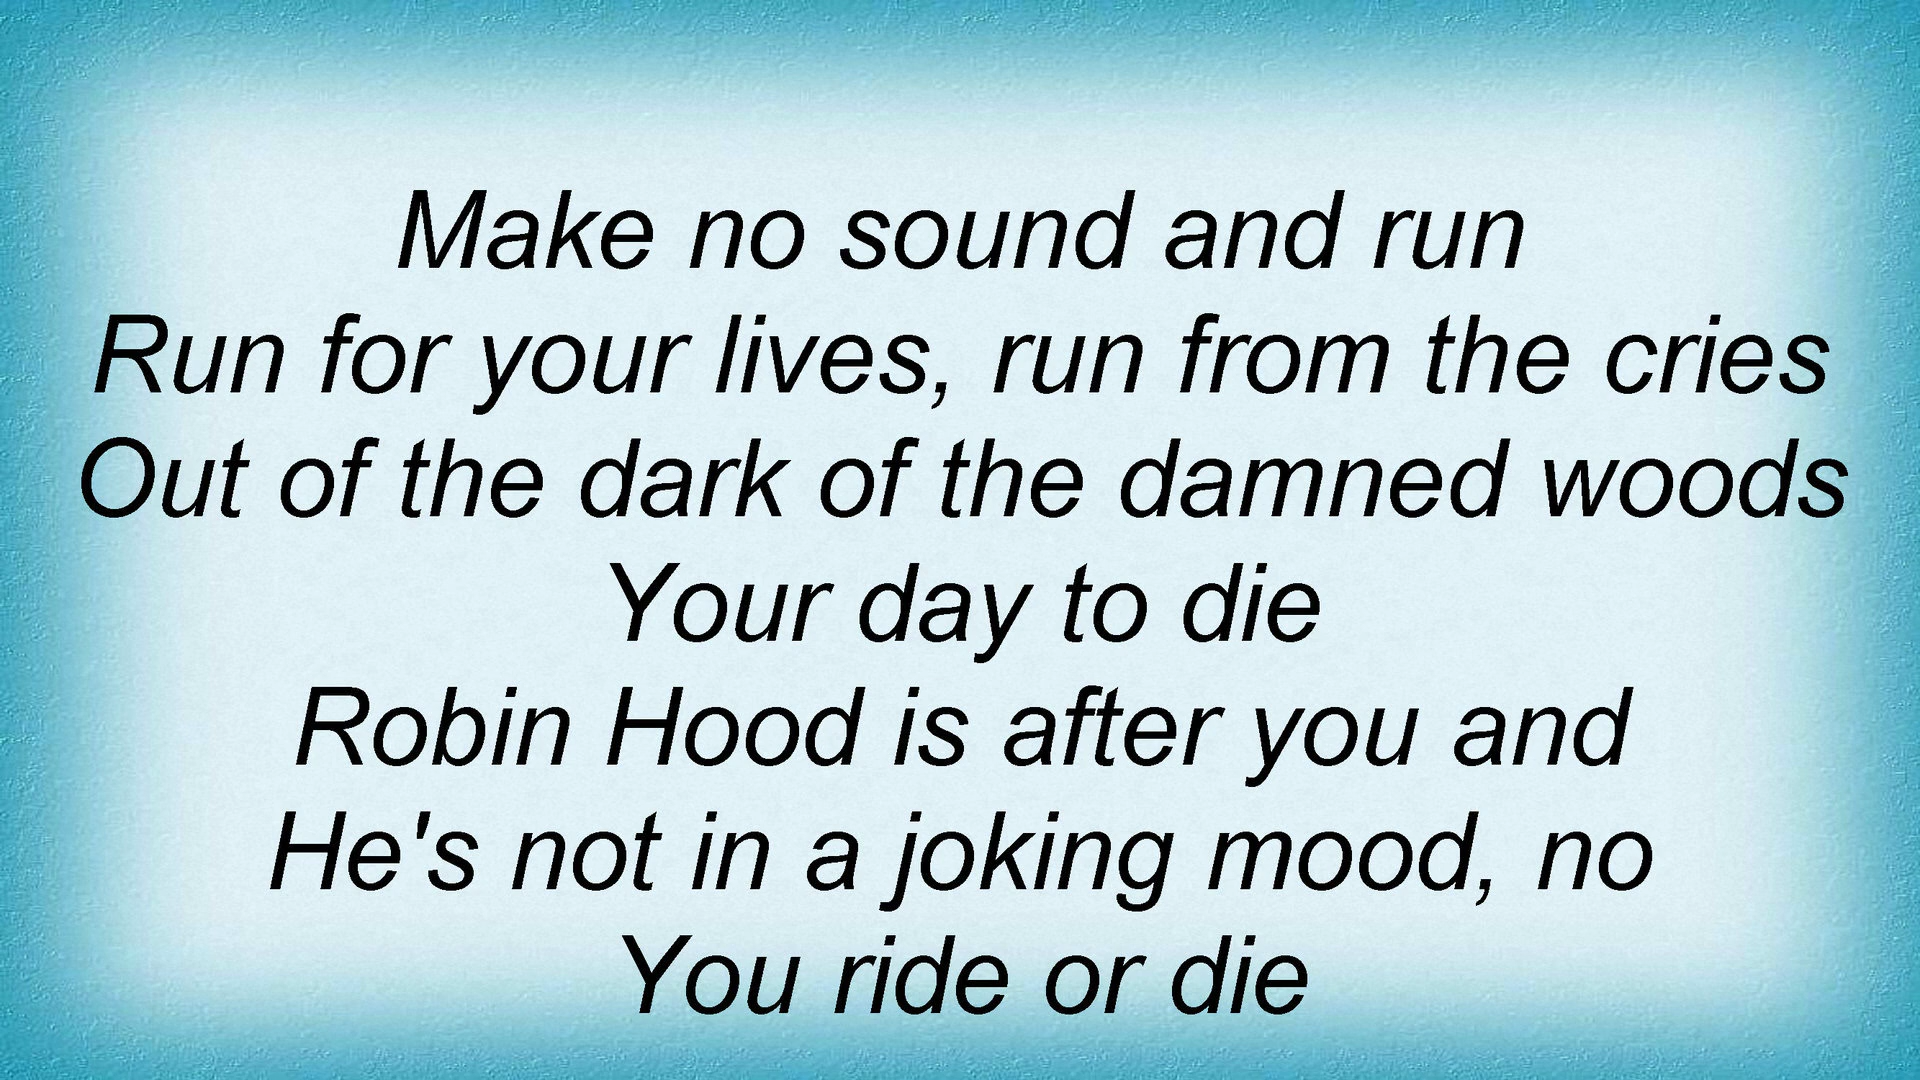 Make no sound and run
Run for your lives, run from the cries
Out of the dark of the damned woods
Your day to die
Robin Hood is after you and
He's not in a joking mood, no
You ride or die